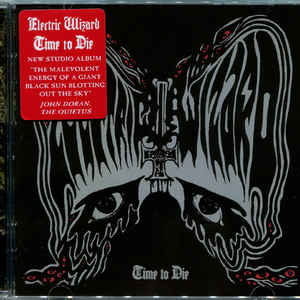 Electric Wizard
Time to Die
NEW STUDIO ALBUM
"THE MALEVOLENT
ENERGY OF A GIANT
BLACK SUN BLOTTING
OUT THE SKY"
JOHN DORAN,
THE QUIETUS
Time to Die